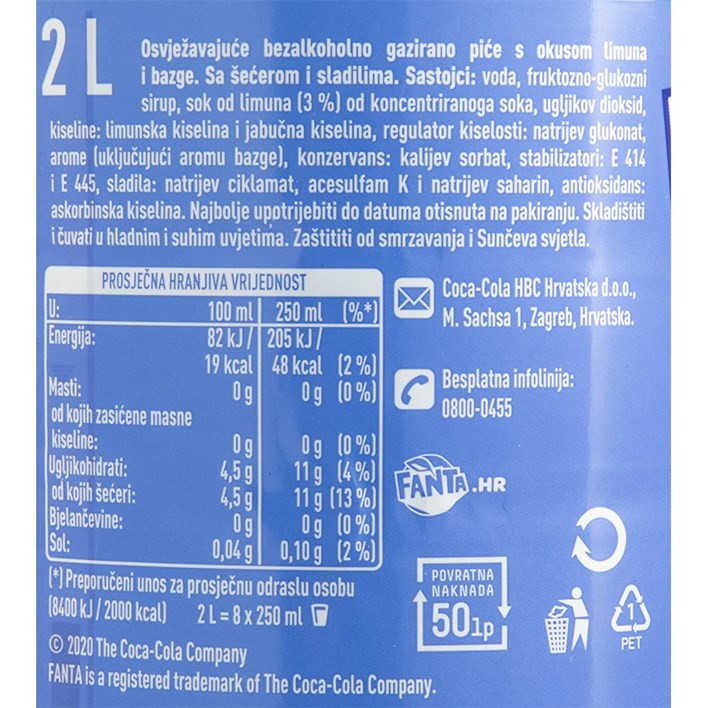 2 L
Osvježavajuće bezalkoholno gazirano piće s okusom limuna
i bazge. Sa šećerom i sladilima. Sastojci: voda, fruktozno-glukozni
sirup, sok od limuna (3 %) od koncentriranoga soka, ugljikov dioksid,
kiseline: limunska kiselina i jabučna kiselina, regulator kiselosti: natrijev glukonat,
arome (uključujući aromu bazge), konzervans: kalijev sorbat, stabilizatori: E 414
i E 445, sladila: natrijev ciklamat, acesulfam K i natrijev saharin, antioksidans:
askorbinska kiselina. Najbolje upotrijebiti do datuma otisnuta na pakiranju. Skladištiti
i čuvati u hladnim i suhim uvjetima. Zaštititi od smrzavanja i Sunčeva svjetla.
PROSJEČNA HRANJIVA VRIJEDNOST
U: 100 ml 250 ml (%*)
Energija: 82 kJ / 205 kJ /
19 kcal 48 kcal (2 %)
Masti: 0 g 0 g (0 %)
od kojih zasićene masne
kiseline: 0 g 0 g (0 %)
Ugljikohidrati: 4,5 g 11 g (4 %)
od kojih šećeri: 4,5 g 11 g (13 %)
Bjelančevine: 0 g 0 g (0 %)
Sol: 0,04 g 0,10 g (2 %)
(*) Preporučeni unos za prosječnu odraslu osobu
(8400 kJ / 2000 kcal) 2 L = 8 x 250 ml
© 2020 The Coca-Cola Company
FANTA is a registered trademark of The Coca-Cola Company.
Coca-Cola HBC Hrvatska d.o.o.,
M. Sachsa 1, Zagreb, Hrvatska.
Besplatna infolinija:
0800-0455
FANTA.HR
POVRATNA
NAKNADA
50lp
1
PET